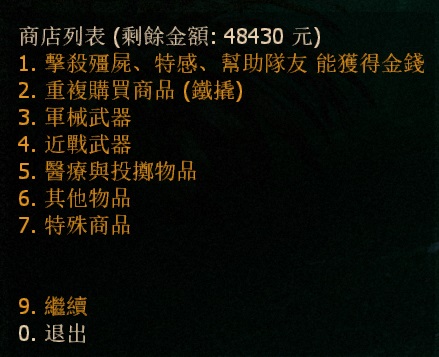 商店列表 (剩餘金額: 48430 元)
1. 擊殺殭屍、特感、幫助隊友 能獲得金錢
2. 重複購買商品 (鐵撬)
3. 軍械武器
4. 近戰武器
5. 醫療與投擲物品
6. 其他物品
7. 特殊商品
9. 繼續
0. 退出